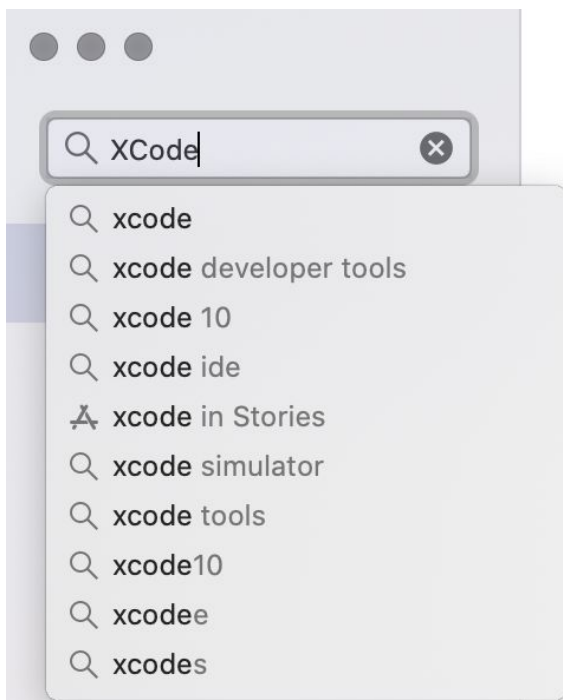 XCode
xcode
xcode developer tools
xcode 10
xcode ide
xcode in Stories
xcode simulator
xcode tools
xcode10
xcodee
xcodes